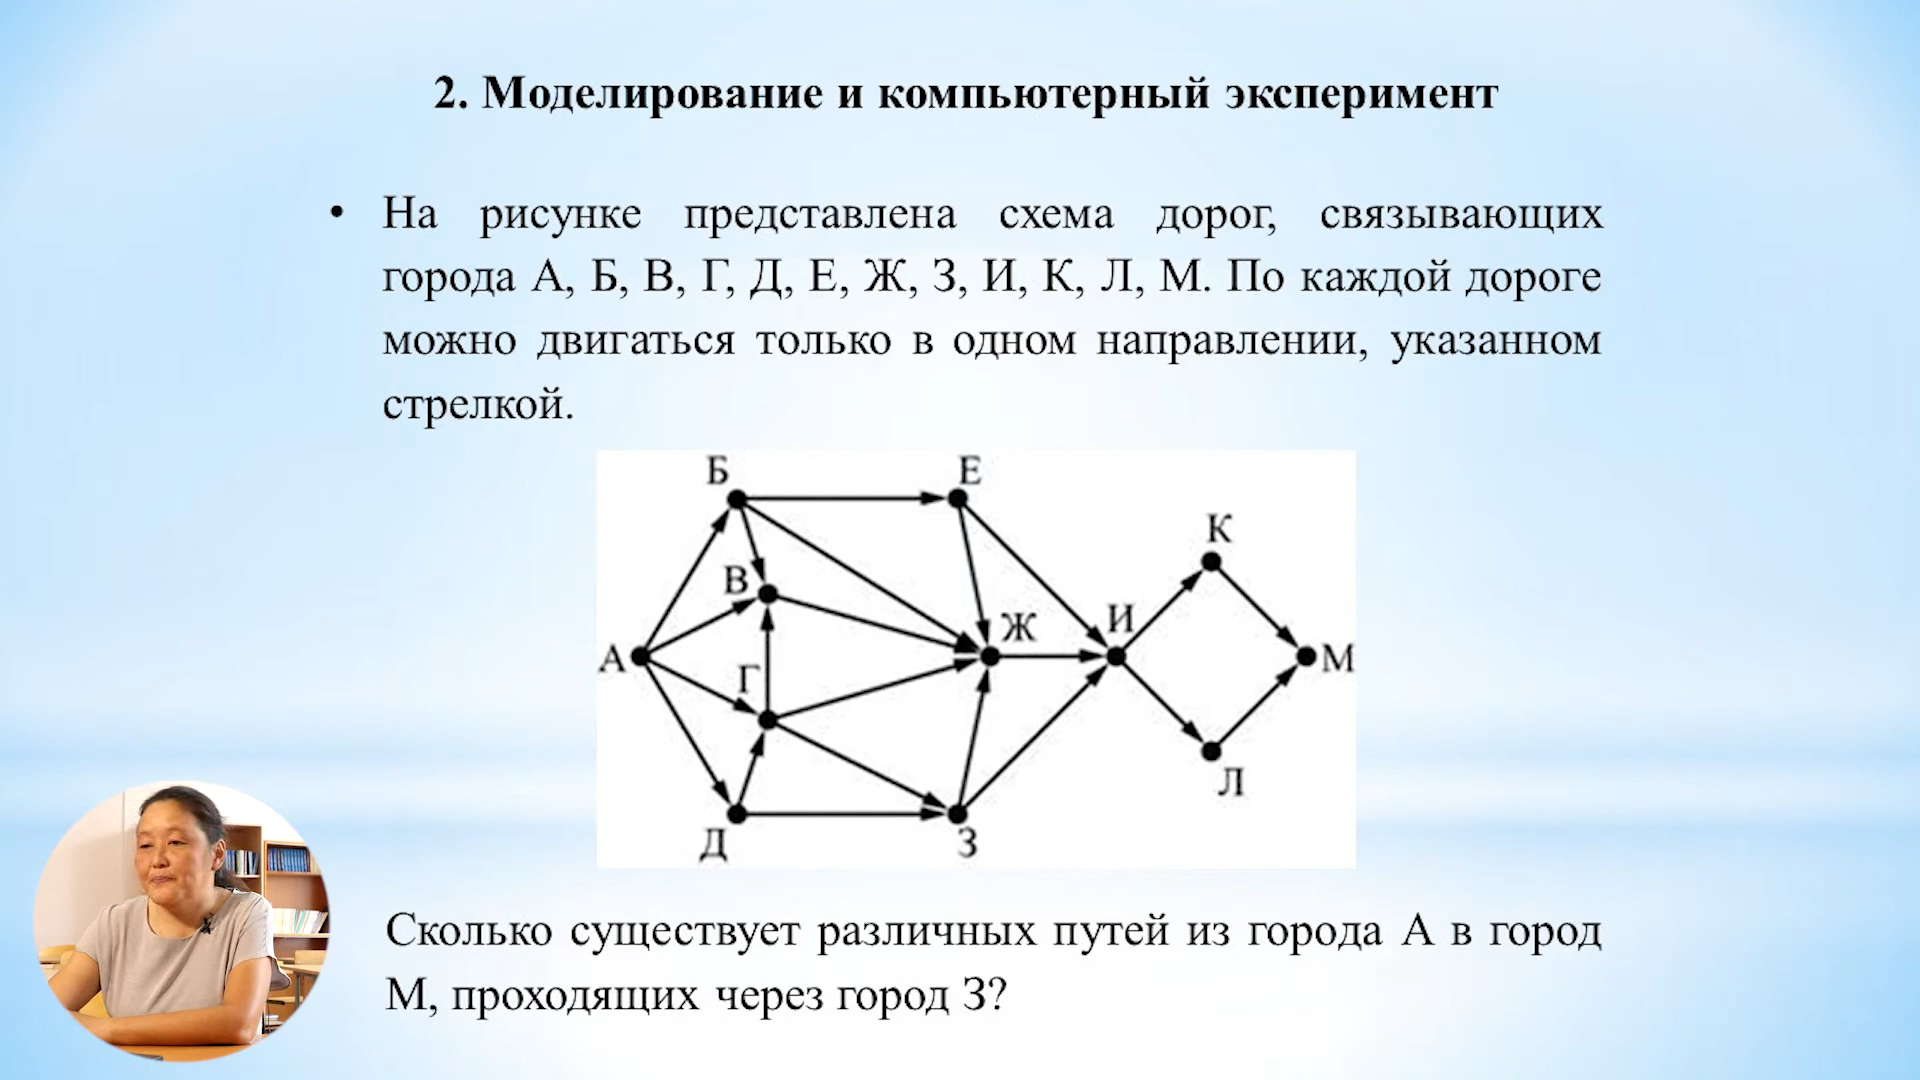 2. Моделирование и компьютерный эксперимент
• На рисунке представлена схема дорог, связывающих
города А, Б, В, Г, Д, Е, Ж, З, И, К, Л, М. По каждой дороге
можно двигаться только в одном направлении, указанном
стрелкой.
Б Е
К
В
Ж И
А М
Г
Л
Д З
Сколько существует различных путей из города А в город
М, проходящих через город З?